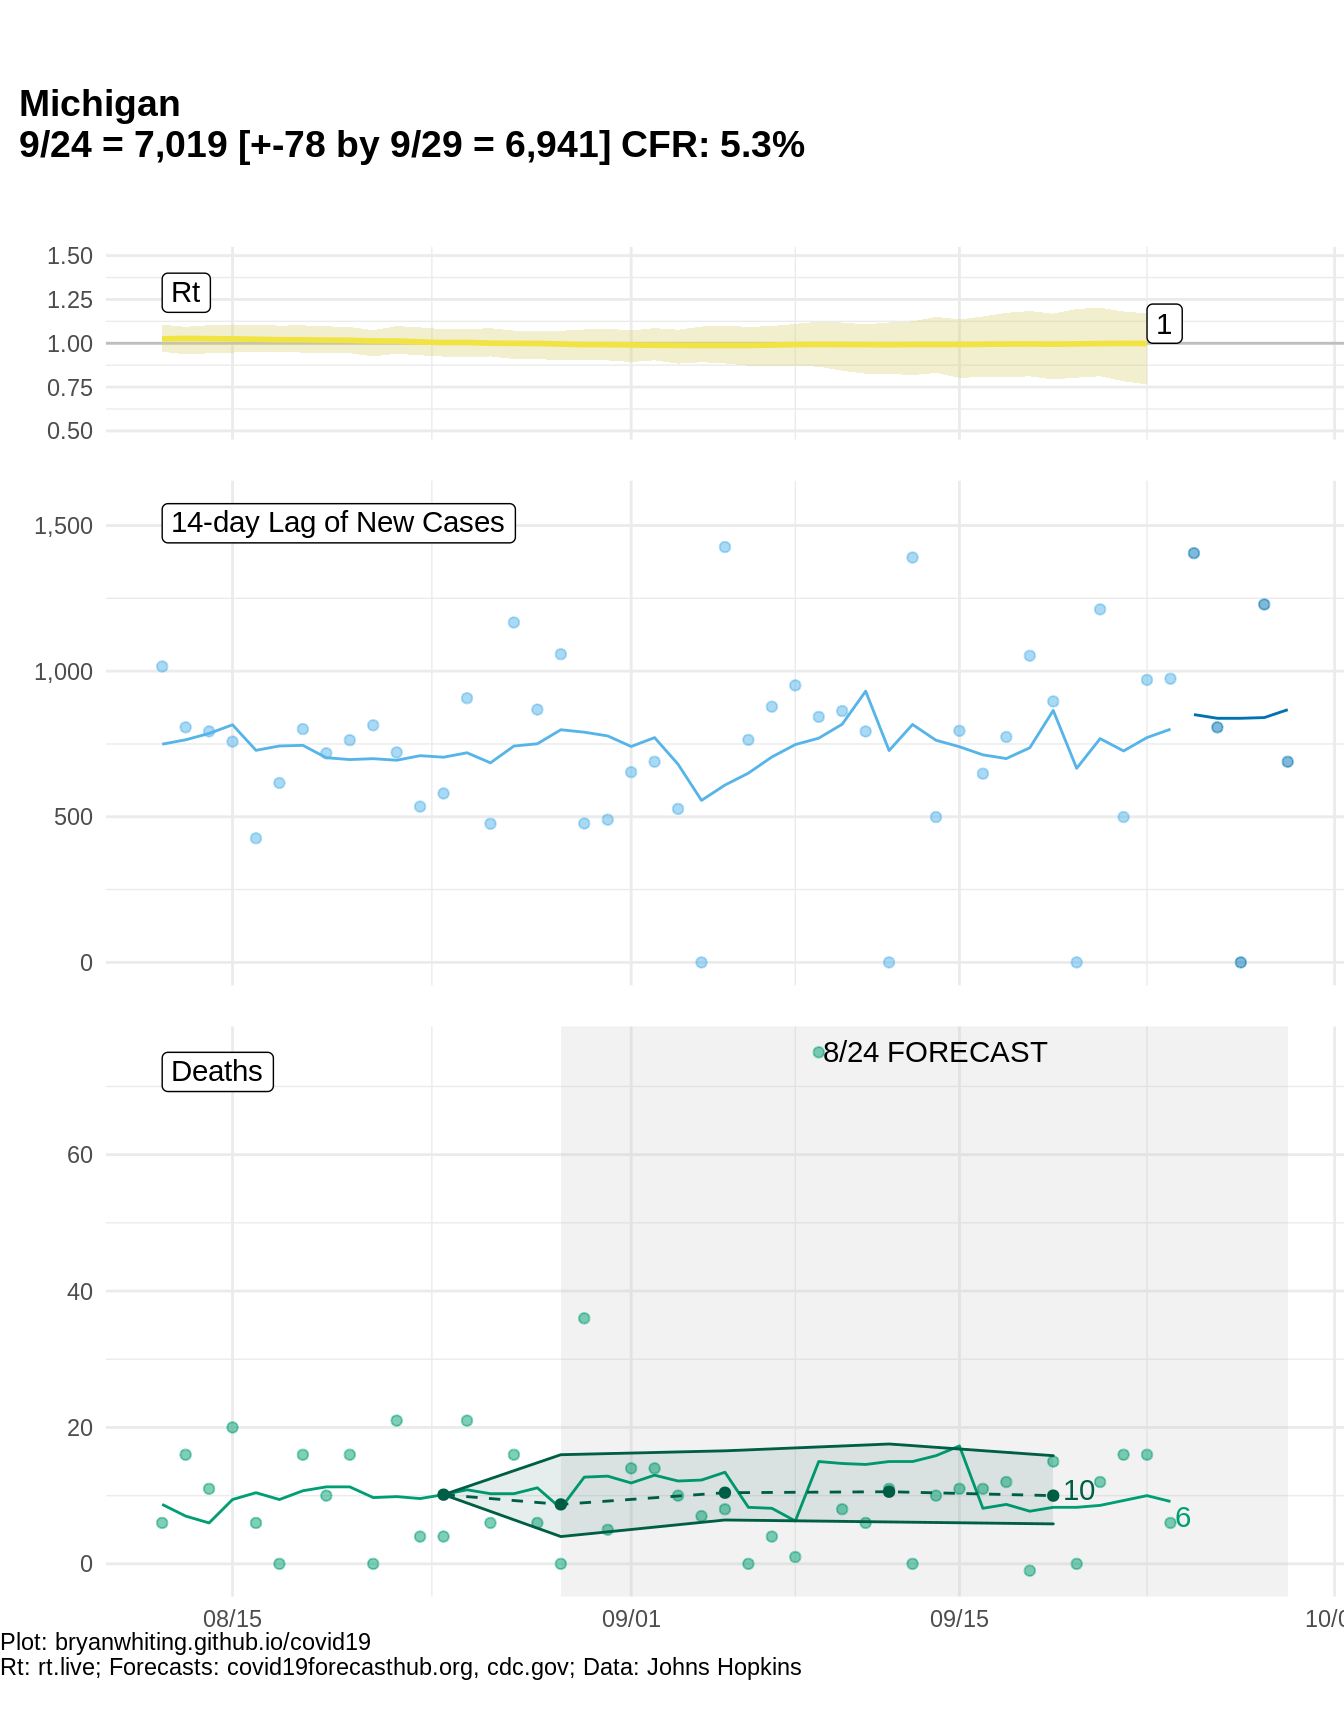 Michigan
9/24 = 7,019 [+-78 by 9/29 = 6,941] CFR: 5.3%
1.50
1.25
1.00
0.75
0.50
Rt
1
1,500
1,000
500
0
14-day Lag of New Cases
60
40
20
0
Deaths
8/24 FORECAST
10
6
08/15
09/01
09/15
10/0
Plot: bryanwhiting.github.io/covid19
Rt: rt.live; Forecasts: covid19forecasthub.org, cdc.gov; Data: Johns Hopkins